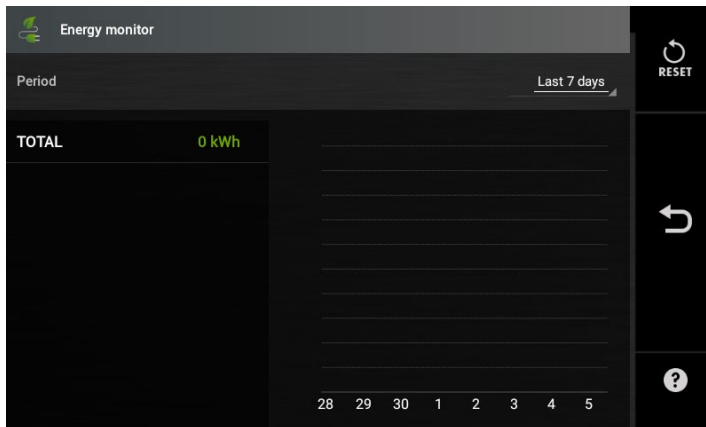 Energy monitor
RESET
Period
Last 7 days
TOTAL 0 kWh
28 29 30 1 2 3 4 5
?